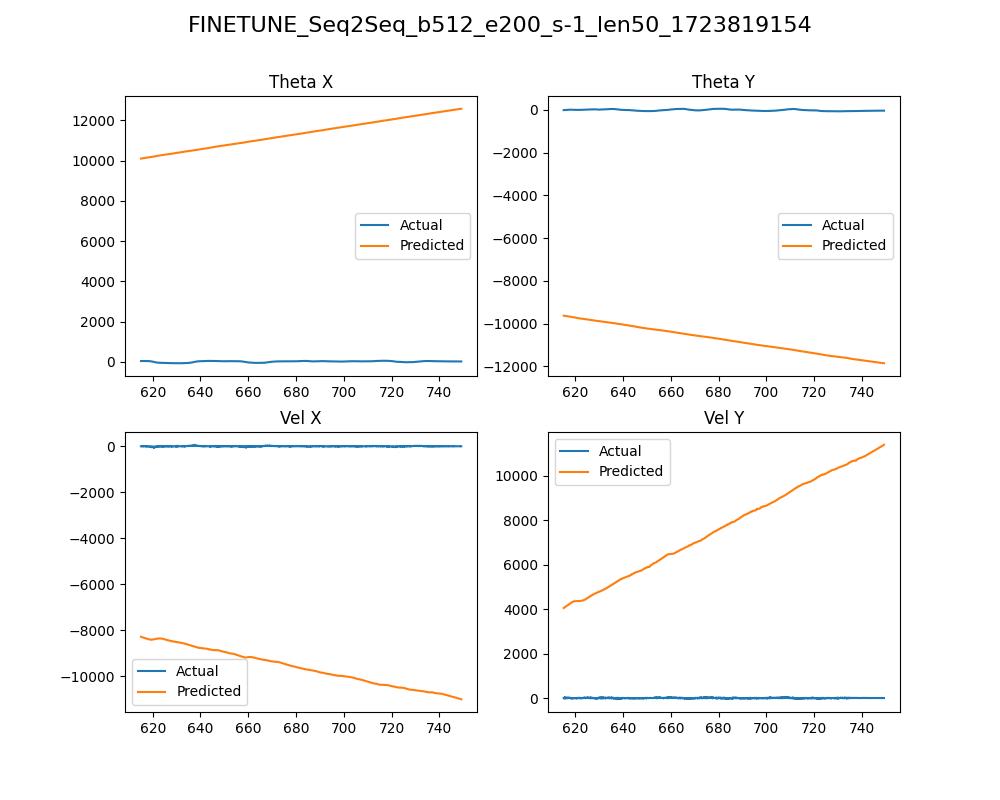 FINETUNE_Seq2Seq_b512_e200_s-1_len50_1723819154
Theta X
12000
10000
8000
6000
4000
2000
0
620 640 660 680 700 720 740
Actual
Predicted
Theta Y
0
−2000
−4000
−6000
−8000
−10000
−12000
620 640 660 680 700 720 740
Actual
Predicted
Vel X
0
−2000
−4000
−6000
−8000
−10000
620 640 660 680 700 720 740
Actual
Predicted
Vel Y
10000
8000
6000
4000
2000
0
620 640 660 680 700 720 740
Actual
Predicted